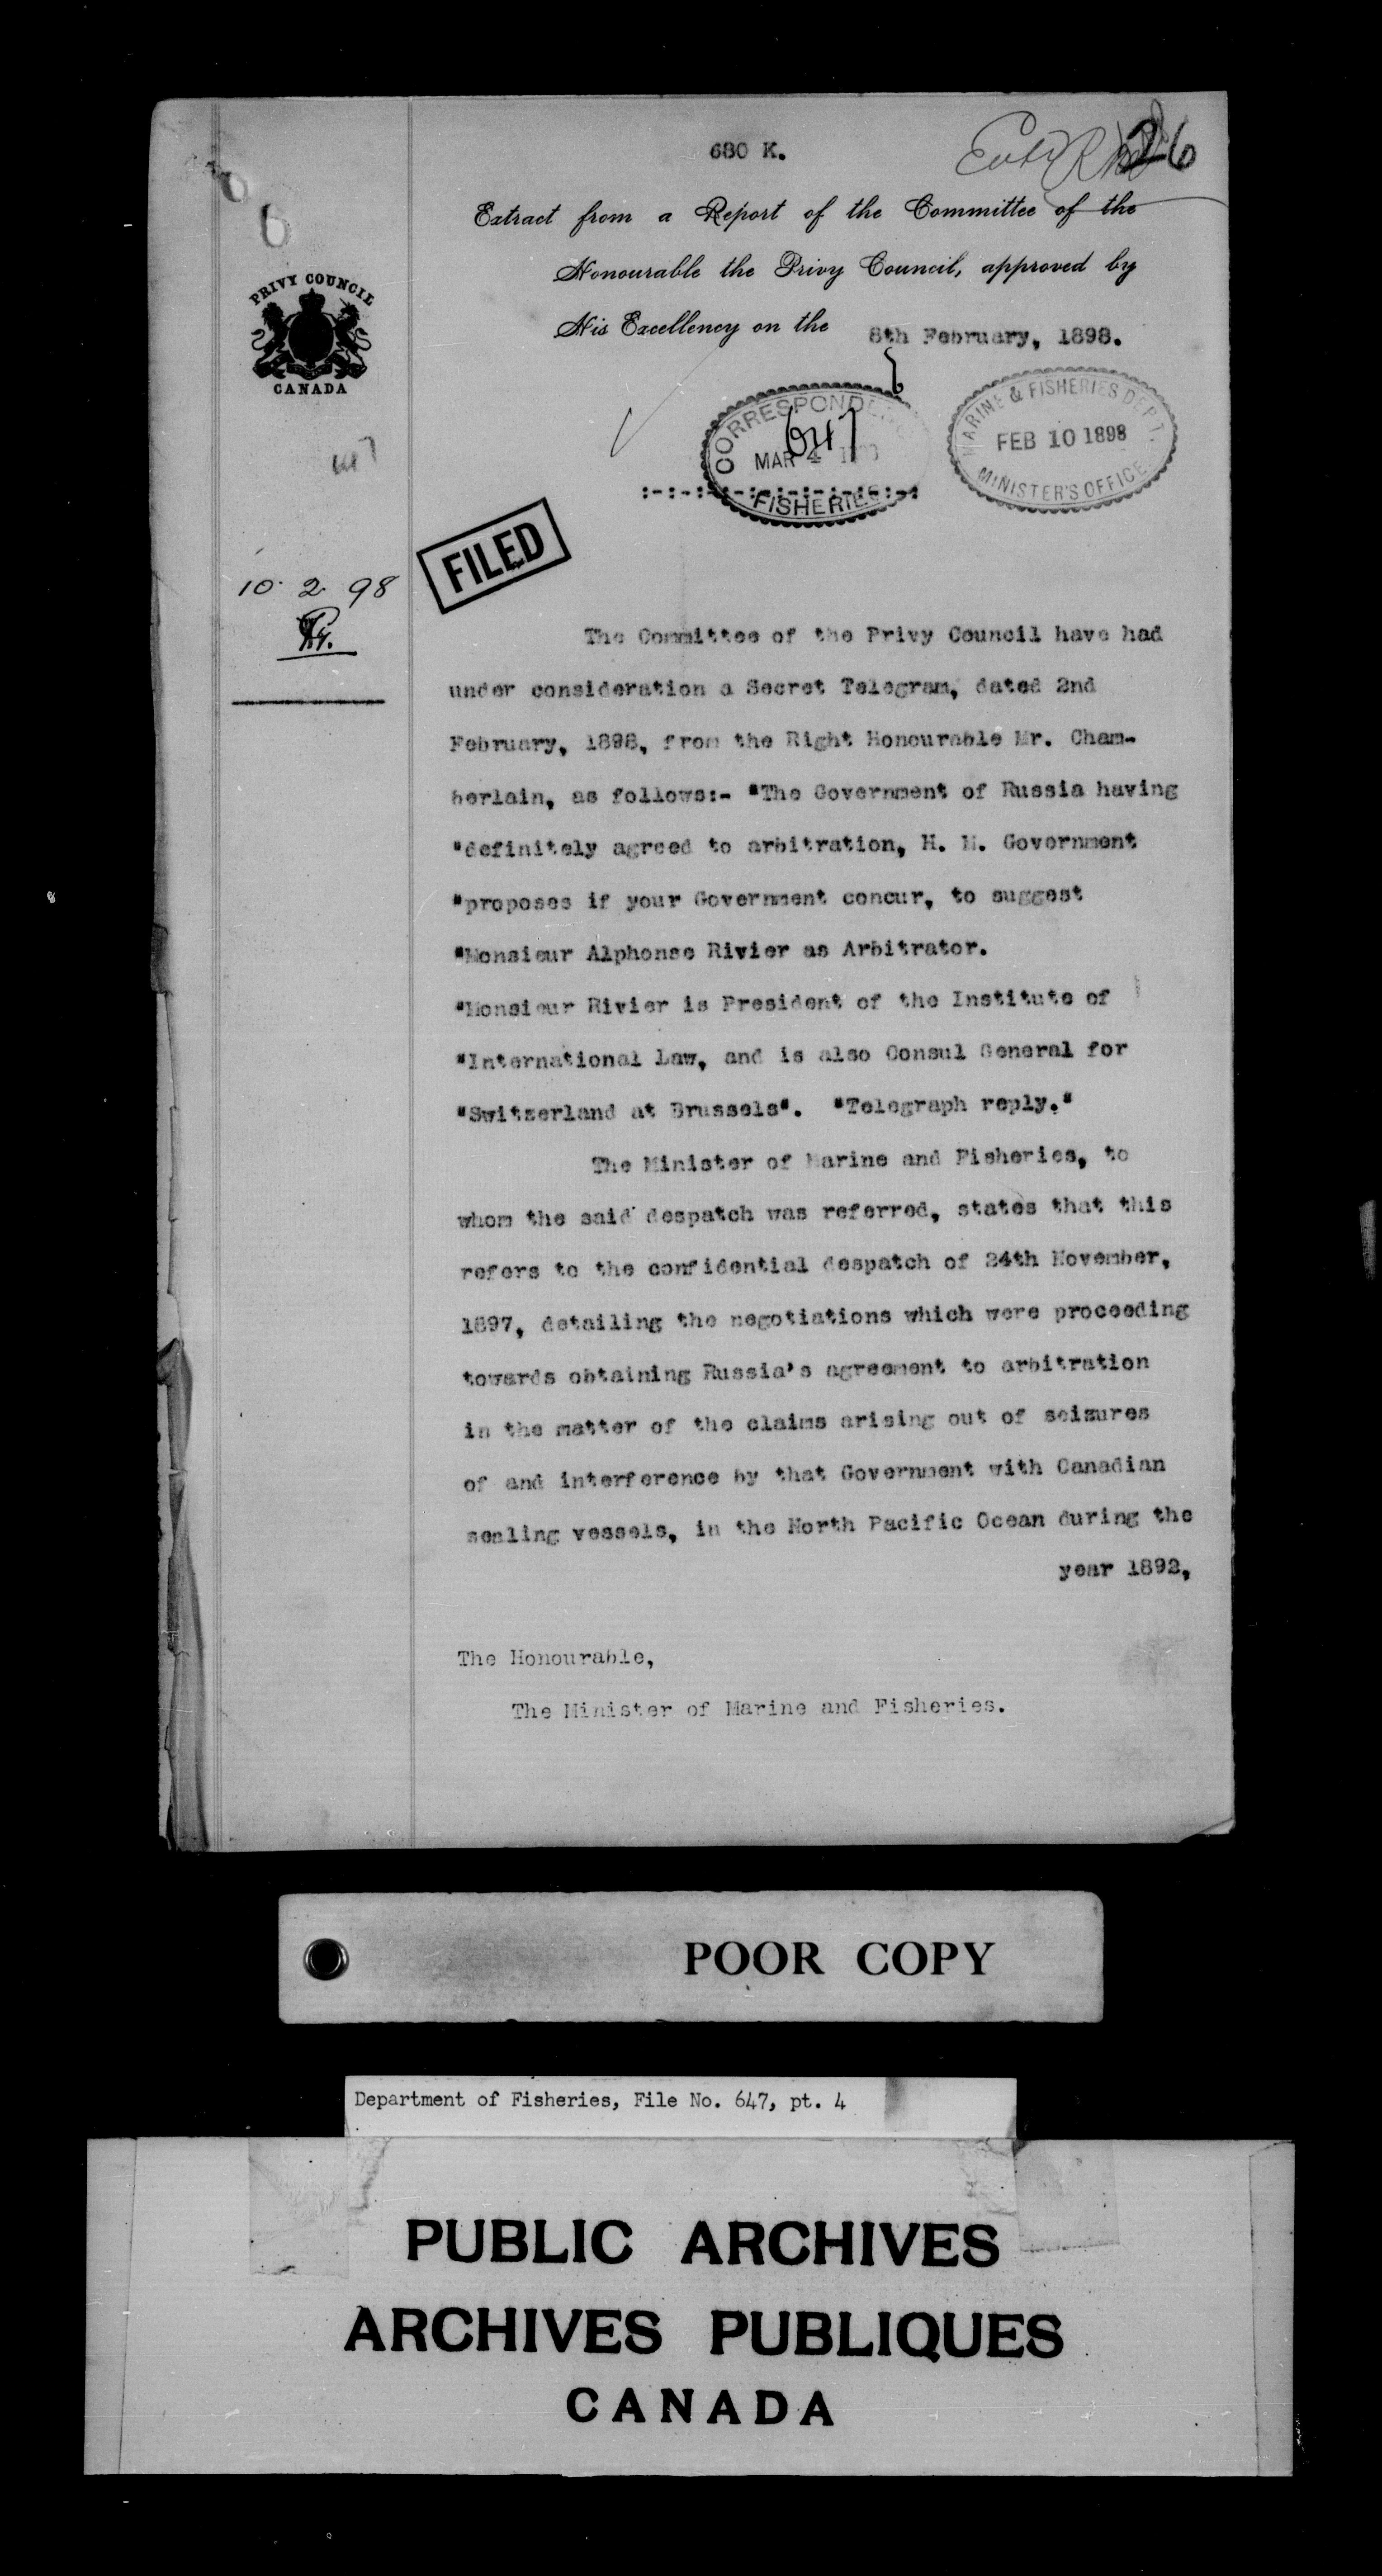 680 K.
26
Extract from a Report of the Committee of the
Honourable the Privy Council, approved by
His Excellency on the 8th February, 1898.
PRIVY COUNCIL
CANADA
CORRESPONDENCE
647
MAR 4
FISHERIES
MARINE & FISHERIES DEPT.
FEB 10 1898
MINISTER'S OFFICE
:-:-:-:-:-:-:-:-:-:-:
647
FILED
10. 2. 98
The Committee of the Privy Council have had
under consideration a Secret Telegram, dated 2nd
February, 1898, from the Right Honourable Mr. Cham-
berlain, as follows:- "The Government of Russia having
"definitely agreed to arbitration, H. M. Government
"proposes if your Government concur, to suggest
"Monsieur Alphonse Rivier as Arbitrator.
"Monsieur Rivier is President of the Institute of
"International Law, and is also Consul General for
"Switzerland at Brussels". "Telegraph reply."
The Minister of Marine and Fisheries, to
whom the said despatch was referred, states that this
refers to the confidential despatch of 24th November,
1897, detailing the negotiations which were proceeding
towards obtaining Russia's agreement to arbitration
in the matter of the claims arising out of seizures
of and interference by that Government with Canadian
sealing vessels, in the North Pacific Ocean during the
year 1892,
The Honourable,
The Minister of Marine and Fisheries.
POOR COPY
Department of Fisheries, File No. 647, pt. 4
PUBLIC ARCHIVES
ARCHIVES PUBLIQUES
CANADA